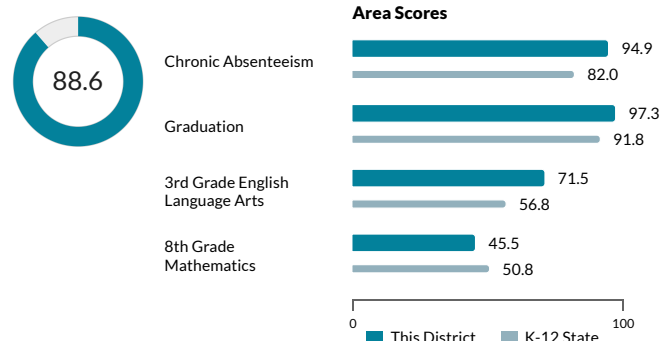 Area Scores
88.6
Chronic Absenteeism
94.9
82.0
Graduation
97.3
91.8
3rd Grade English
Language Arts
71.5
56.8
8th Grade
Mathematics
45.5
50.8
0
100
This District
K-12 State